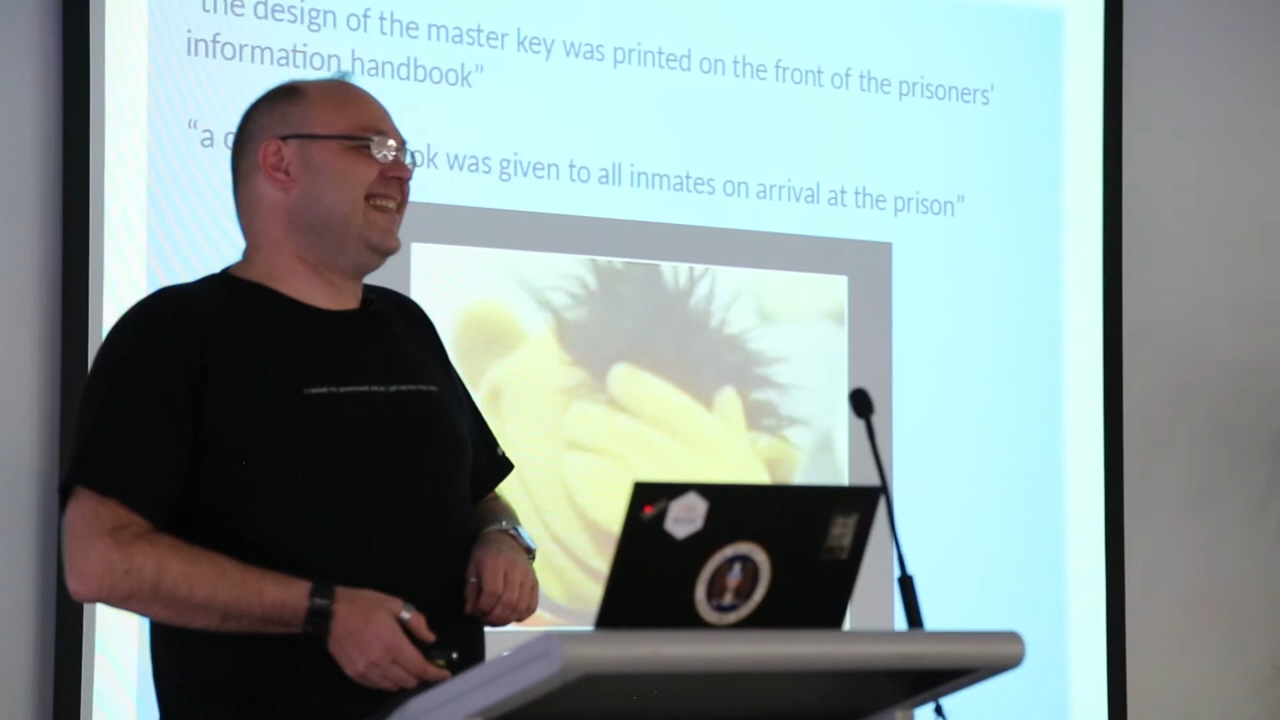 "the design of the master key was printed on the front of the prisoners'
information handbook"
"a ok was given to all inmates on arrival at the prison"